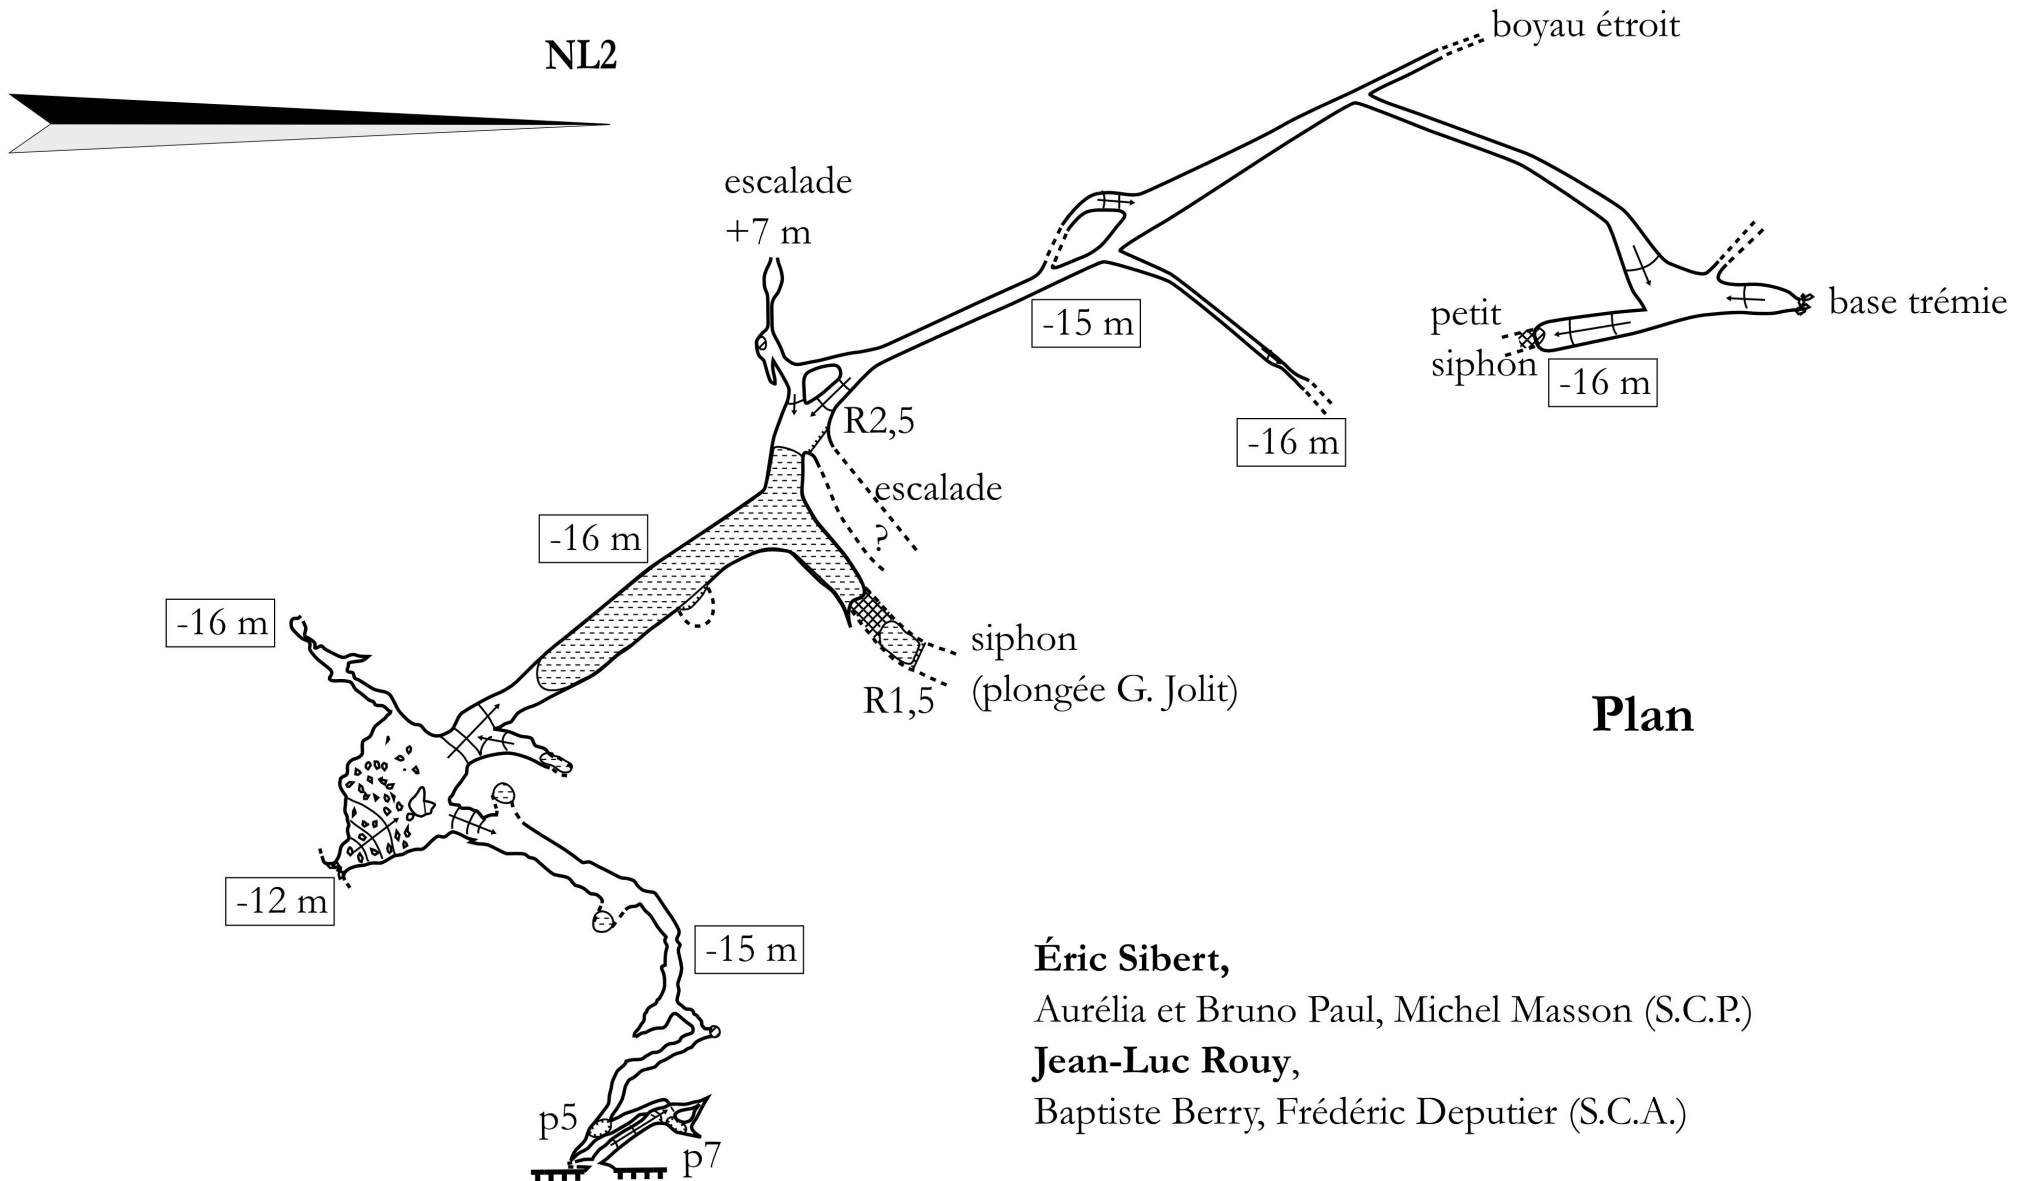 boyau étroit
NL2
escalade
+7 m
-15 m
base trémie
petit
siphon
-16 m
R2,5
-16 m
escalade
?
-16 m
-16 m
siphon
(plongée G. Jolit)
R1,5
Plan
-12 m
-15 m
Éric Sibert,
Aurélia et Bruno Paul, Michel Masson (S.C.P.)
Jean-Luc Rouy,
Baptiste Berry, Frédéric Deputier (S.C.A.)
p5
p7